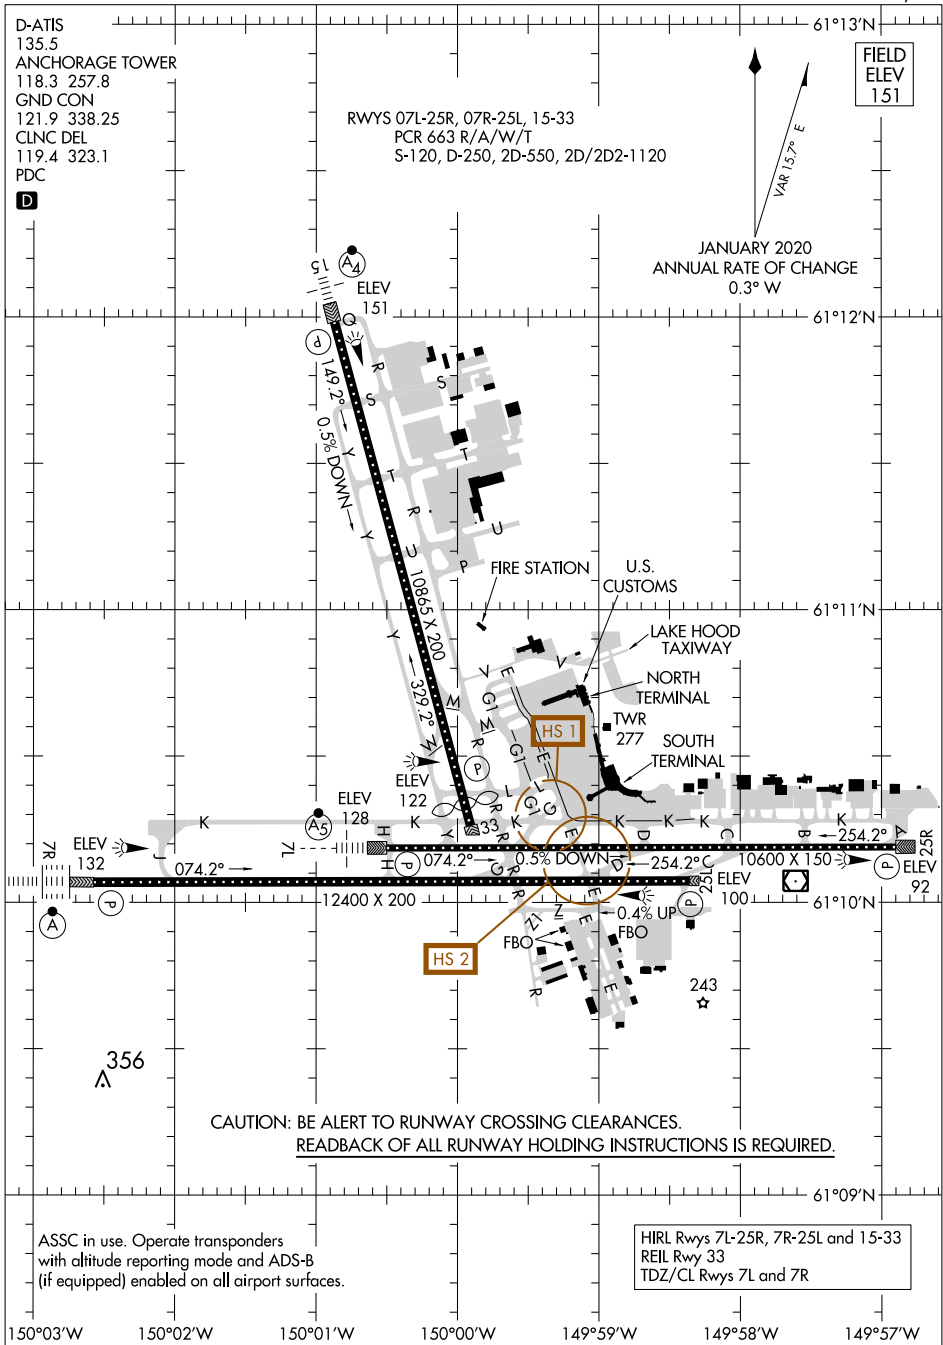 D-ATIS
135.5
ANCHORAGE TOWER
118.3 257.8
GND CON
121.9 338.25
CLNC DEL
119.4 323.1
PDC
D
RWYS 07L-25R, 07R-25L, 15-33
PCR 663 R/A/W/T
S-120, D-250, 2D-550, 2D/2D2-1120
61°13'N
FIELD
ELEV
151
VAR 15.7° E
JANUARY 2020
ANNUAL RATE OF CHANGE
0.3° W
15
A4
ELEV
151
61°12'N
Q
P
R
149.2°
S
S
0.5% DOWN
Y
T
T
R
Y
U
U
P
10865 X 200
FIRE STATION
U.S.
CUSTOMS
61°11'N
Y
LAKE HOOD
TAXIWAY
V
E
V
329.2°
G1
NORTH
TERMINAL
M
M
HS 1
TWR
277
W
R
G1
E
P
SOUTH
TERMINAL
ELEV
122
L
L
G
G1
ELEV
128
A5
K
K
K
K
K
K
K
33
R
H
Y
R
E
D
C
B
254.2°
A
25R
7R
ELEV
132
J
7L
H
P
074.2°
R
0.5% DOWN
D
254.2°
C
10600 X 150
P
ELEV
92
074.2°
G
R
25L
ELEV
100
P
12400 X 200
R
E
P
A
61°10'N
Z
Z1
E
0.4% UP
FBO
FBO
HS 2
R
E
243
356
CAUTION: BE ALERT TO RUNWAY CROSSING CLEARANCES.
READBACK OF ALL RUNWAY HOLDING INSTRUCTIONS IS REQUIRED.
61°09'N
ASSC in use. Operate transponders
with altitude reporting mode and ADS-B
(if equipped) enabled on all airport surfaces.
HIRL Rwys 7L-25R, 7R-25L and 15-33
REIL Rwy 33
TDZ/CL Rwys 7L and 7R
150°03'W
150°02'W
150°01'W
150°00'W
149°59'W
149°58'W
149°57'W